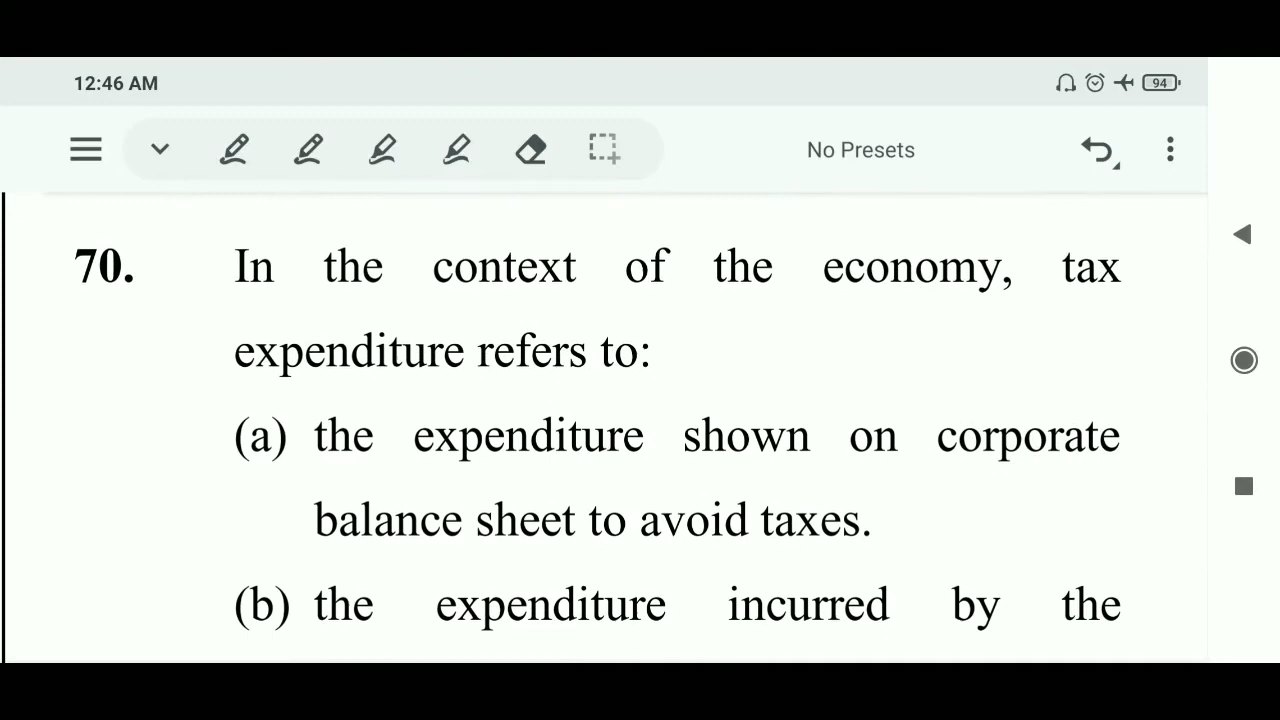 12:46 AM
94
No Presets
70. In the context of the economy, tax
expenditure refers to:
(a) the expenditure shown on corporate
balance sheet to avoid taxes.
(b) the expenditure incurred by the